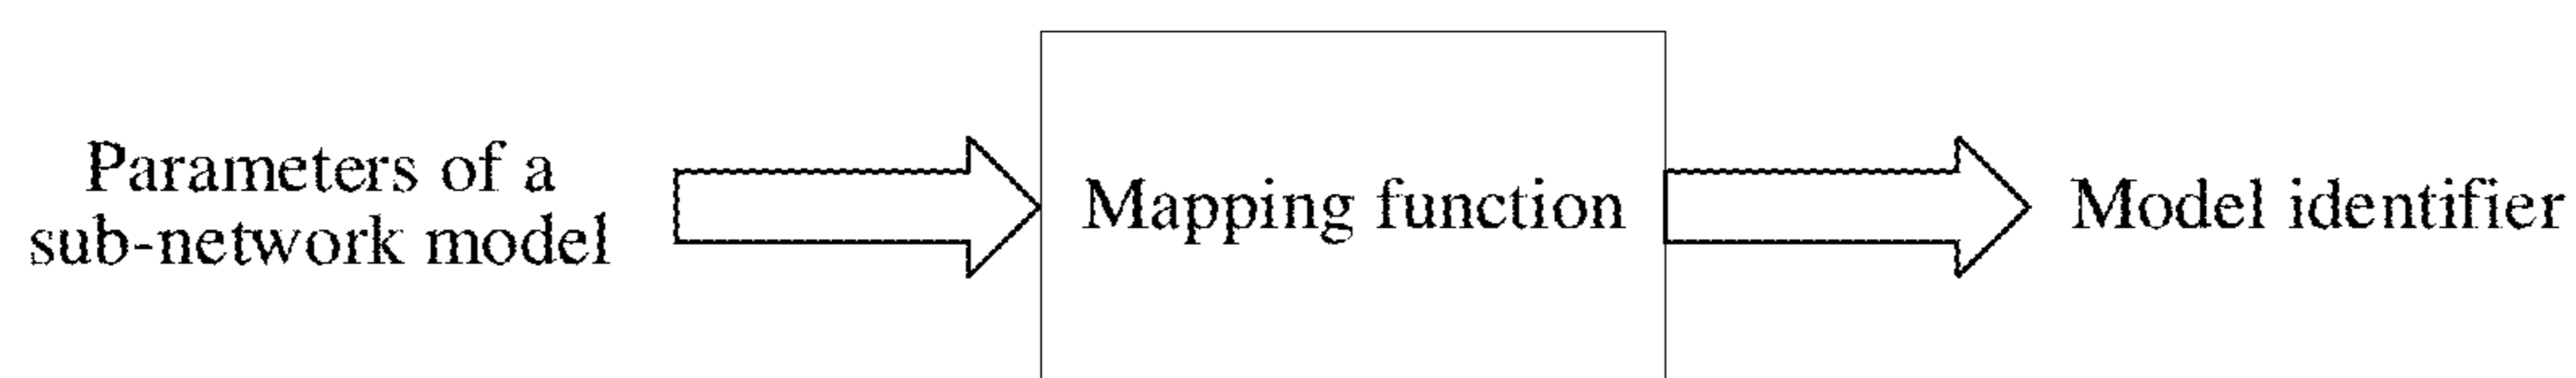 Parameters of a
sub-network model
Mapping function
Model identifier